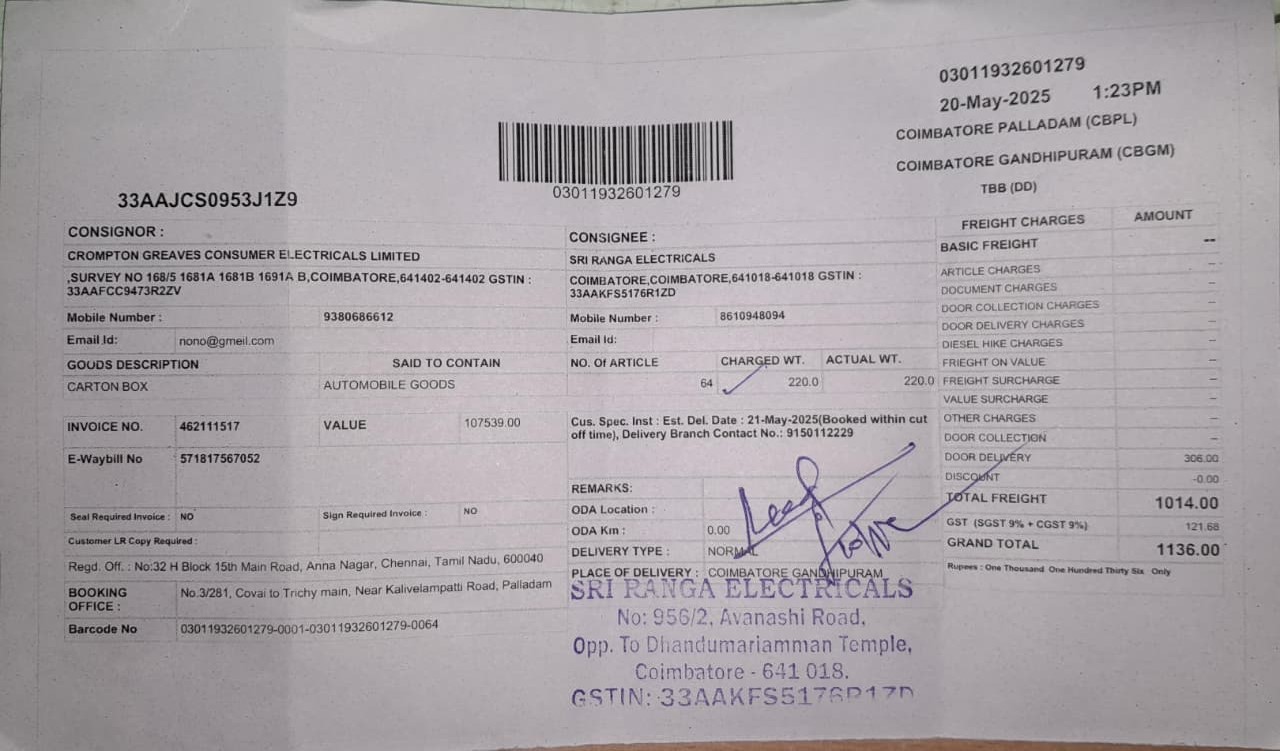 03011932601279
20-May-2025 1:23PM
COIMBATORE PALLADAM (CBPL)
COIMBATORE GANDHIPURAM (CBGM)
TBB (DD)
03011932601279
33AAJCS0953J1Z9
CONSIGNOR :
CROMPTON GREAVES CONSUMER ELECTRICALS LIMITED
,SURVEY NO 168/5 1681A 1681B 1691A B,COIMBATORE,641402-641402 GSTIN :
33AAFCC9473R2ZV
Mobile Number : 9380686612
Email Id: nono@gmeil.com
GOODS DESCRIPTION SAID TO CONTAIN
CARTON BOX AUTOMOBILE GOODS
INVOICE NO. 462111517 VALUE 107539.00
E-Waybill No 571817567052
Seal Required Invoice : NO Sign Required Invoice : NO
Customer LR Copy Required :
Regd. Off. : No:32 H Block 15th Main Road, Anna Nagar, Chennai, Tamil Nadu, 600040
BOOKING OFFICE : No.3/281, Covai to Trichy main, Near Kalivelampatti Road, Palladam
Barcode No 03011932601279-0001-03011932601279-0064
CONSIGNEE :
SRI RANGA ELECTRICALS
COIMBATORE,COIMBATORE,641018-641018 GSTIN :
33AAKFS5176R1ZD
Mobile Number : 8610948094
Email Id:
NO. Of ARTICLE CHARGED WT. ACTUAL WT.
64 220.0 220.0
Cus. Spec. Inst : Est. Del. Date : 21-May-2025(Booked within cut
off time), Delivery Branch Contact No.: 9150112229
REMARKS:
ODA Location :
ODA Km : 0.00
DELIVERY TYPE : NORMAL
PLACE OF DELIVERY : COIMBATORE GANDHIPURAM
SRI RANGA ELECTRICALS
No: 956/2, Avanashi Road,
Opp. To Dhandumariamman Temple,
Coimbatore - 641 018.
GSTIN: 33AAKFS5176R1ZD
FREIGHT CHARGES AMOUNT
BASIC FREIGHT --
ARTICLE CHARGES --
DOCUMENT CHARGES --
DOOR COLLECTION CHARGES --
DOOR DELIVERY CHARGES --
DIESEL HIKE CHARGES --
FRIEGHT ON VALUE --
FREIGHT SURCHARGE --
VALUE SURCHARGE --
OTHER CHARGES --
DOOR COLLECTION --
DOOR DELIVERY 306.00
DISCOUNT -0.00
TOTAL FREIGHT 1014.00
GST (SGST 9% + CGST 9%) 121.68
GRAND TOTAL 1136.00
Rupees : One Thousand One Hundred Thirty Six Only